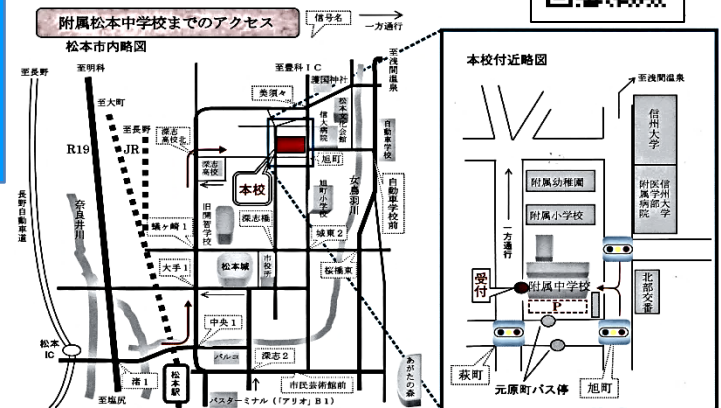 附属松本中学校までのアクセス
信号名
一方通行
松本市内略図
至長野
至明科
至豊科IC
護国神社
至浅間温泉
至大町
美須々
至長野
深志高校北
信大病院
松本文化会館
自動車学校
R19
JR
旭町
深志高校
本校
長野自動車道
奈良井川
旧開智学校
旭町小学校
女鳥羽川
自動車学校前
深志橋
蟻ヶ崎1
城東2
大手1
松本城
市役所
桜橋東
中央1
松本IC
パルコ
深志2
渚1
松本駅
市民芸術館前
あがたの森
至塩尻
バスターミナル(「アリオ」B1)
本校付近略図
至浅間温泉
信州大学
附属幼稚園
信州大学医学部附属病院
附属小学校
一方通行
受付
附属中学校
P
北部交番
萩町
元原町バス停
旭町